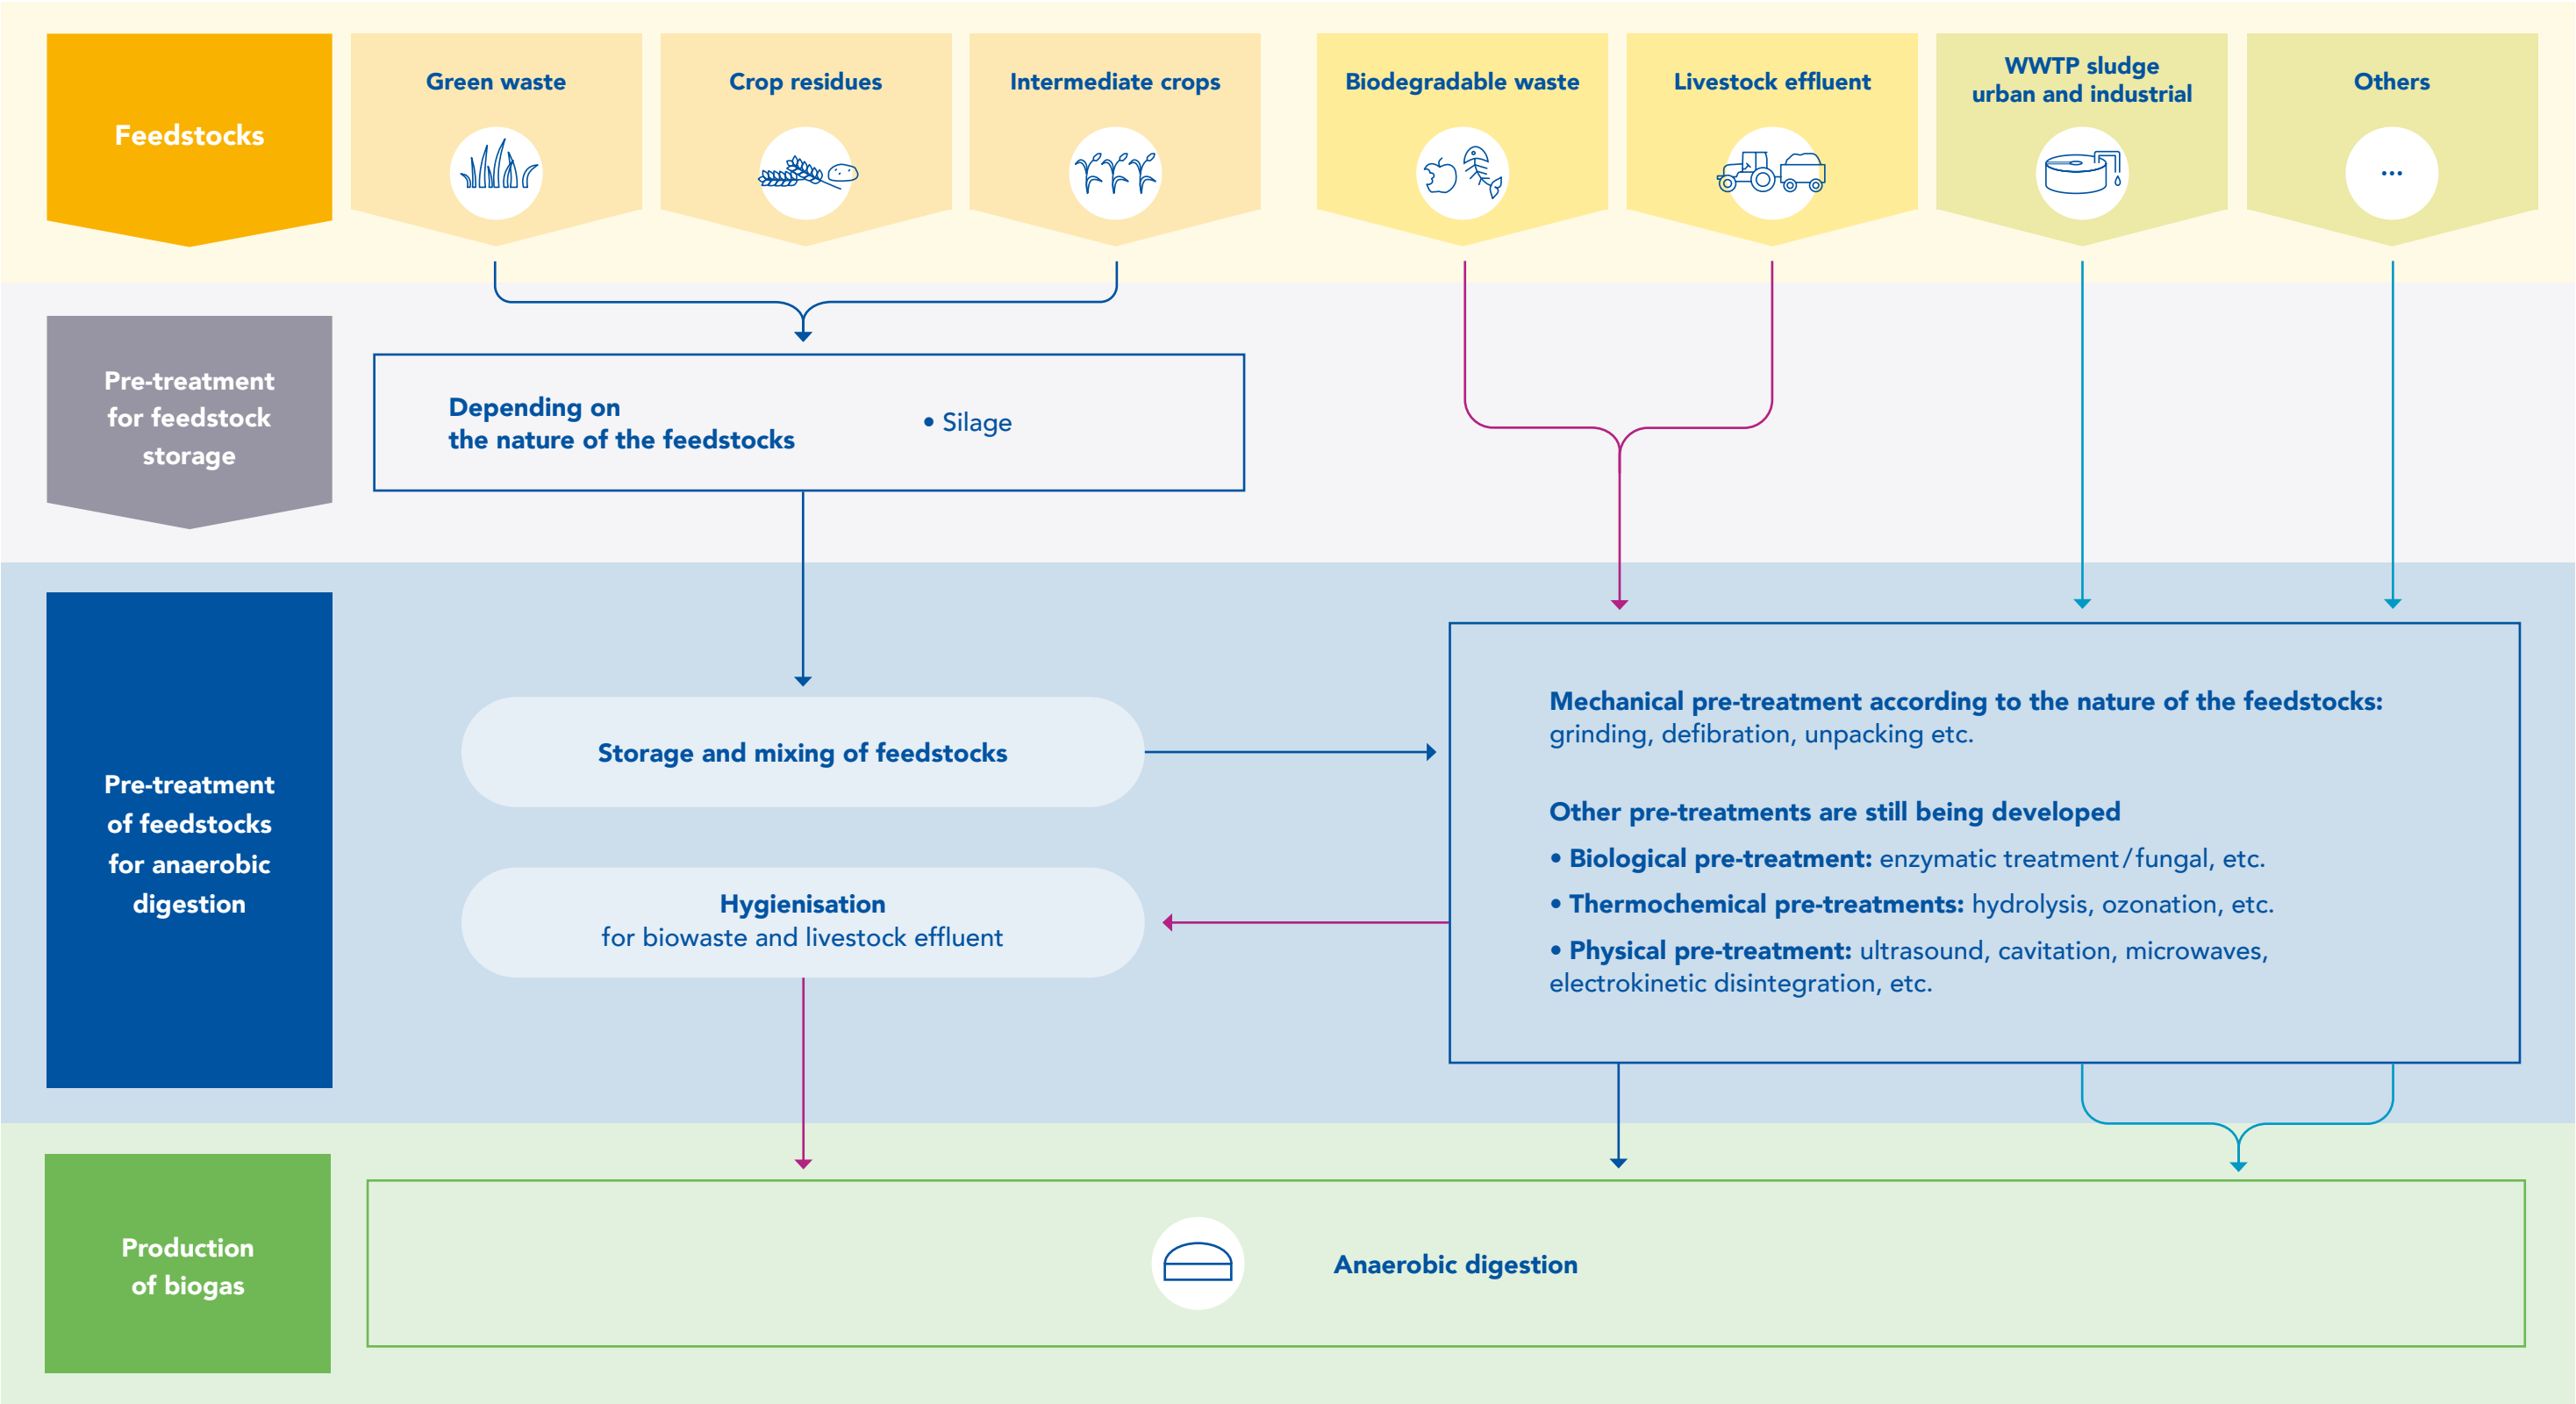 Feedstocks
Green waste
Crop residues
Intermediate crops
Biodegradable waste
Livestock effluent
WWTP sludge
urban and industrial
Others
...
Pre-treatment
for feedstock
storage
Depending on
the nature of the feedstocks
• Silage
Pre-treatment
of feedstocks
for anaerobic
digestion
Storage and mixing of feedstocks
Hygienisation
for biowaste and livestock effluent
Mechanical pre-treatment according to the nature of the feedstocks:
grinding, defibration, unpacking etc.
Other pre-treatments are still being developed
• Biological pre-treatment: enzymatic treatment/fungal, etc.
• Thermochemical pre-treatments: hydrolysis, ozonation, etc.
• Physical pre-treatment: ultrasound, cavitation, microwaves,
electrokinetic disintegration, etc.
Production
of biogas
Anaerobic digestion